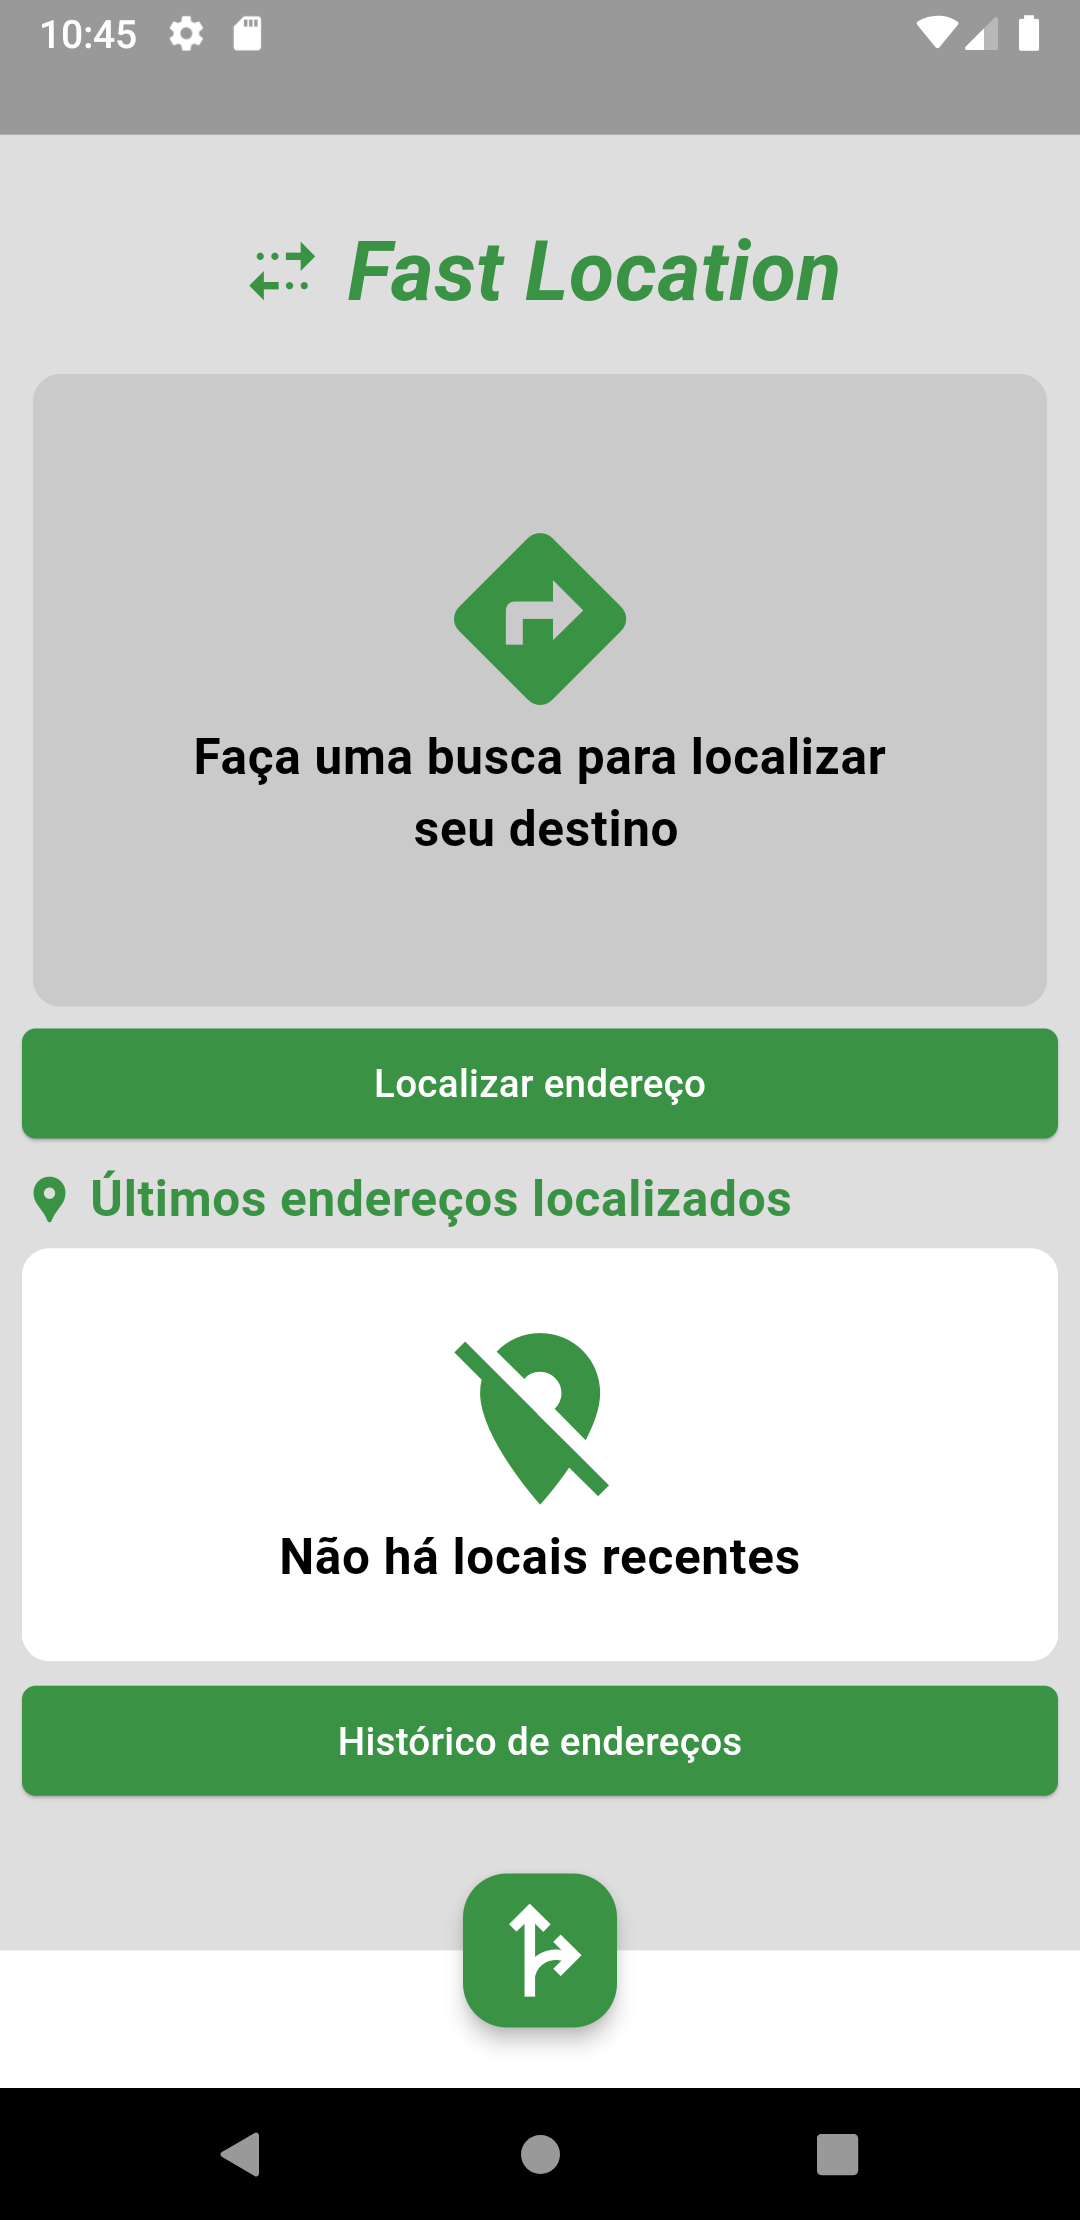 10:45
Fast Location
Faça uma busca para localizar
seu destino
Localizar endereço
Últimos endereços localizados
Não há locais recentes
Histórico de endereços